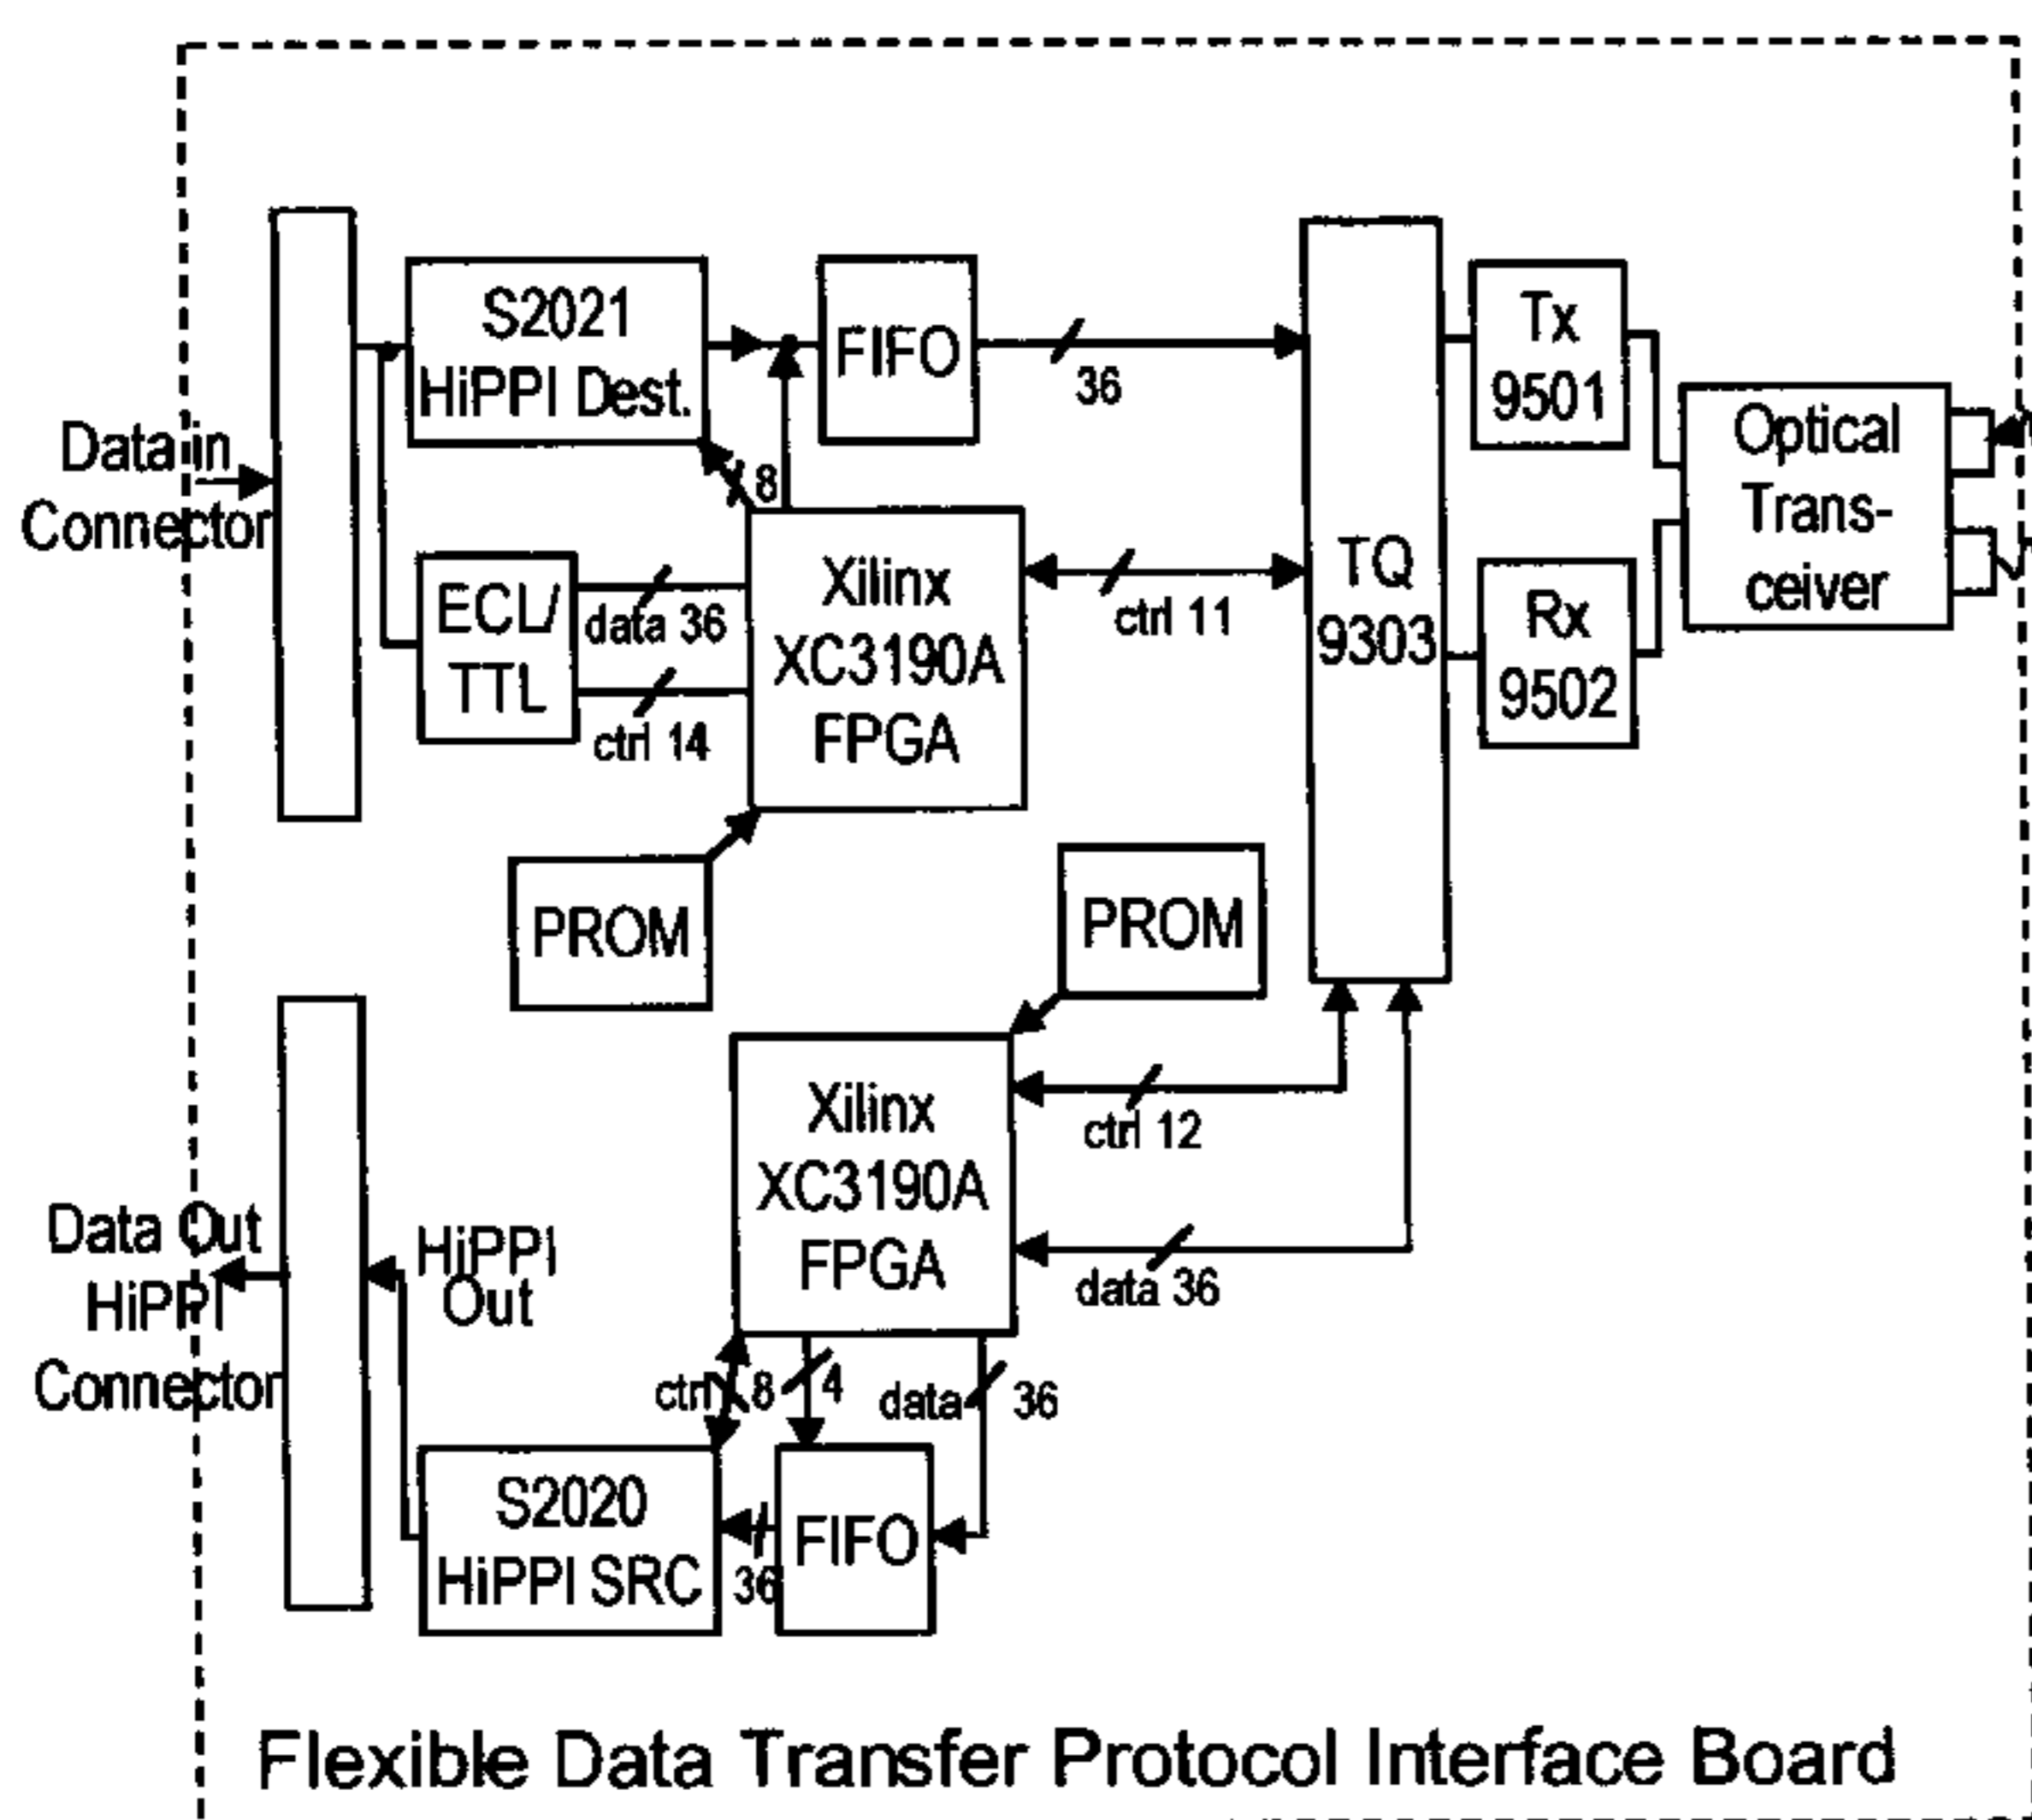 Data in
Connector
S2021
HiPPI Dest.
FIFO
36
8
ECL/
TTL
data 36
ctrl 14
Xilinx
XC3190A
FPGA
ctrl 11
TQ
9303
Tx
9501
Rx
9502
Optical
Trans-
ceiver
PROM
PROM
Xilinx
XC3190A
FPGA
ctrl 12
data 36
Data Out
HiPPI
Connector
HiPPI
Out
ctrl 8
4
data 36
S2020
HiPPI SRC
36
FIFO
Flexible Data Transfer Protocol Interface Board